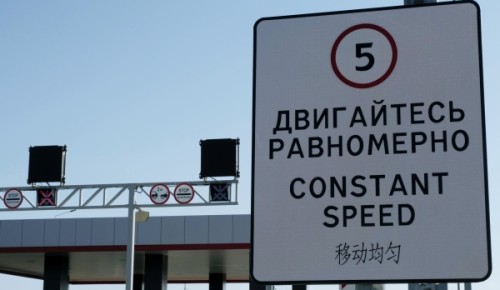 5
ДВИГАЙТЕСЬ
РАВНОМЕРНО
CONSTANT
SPEED
移动均匀